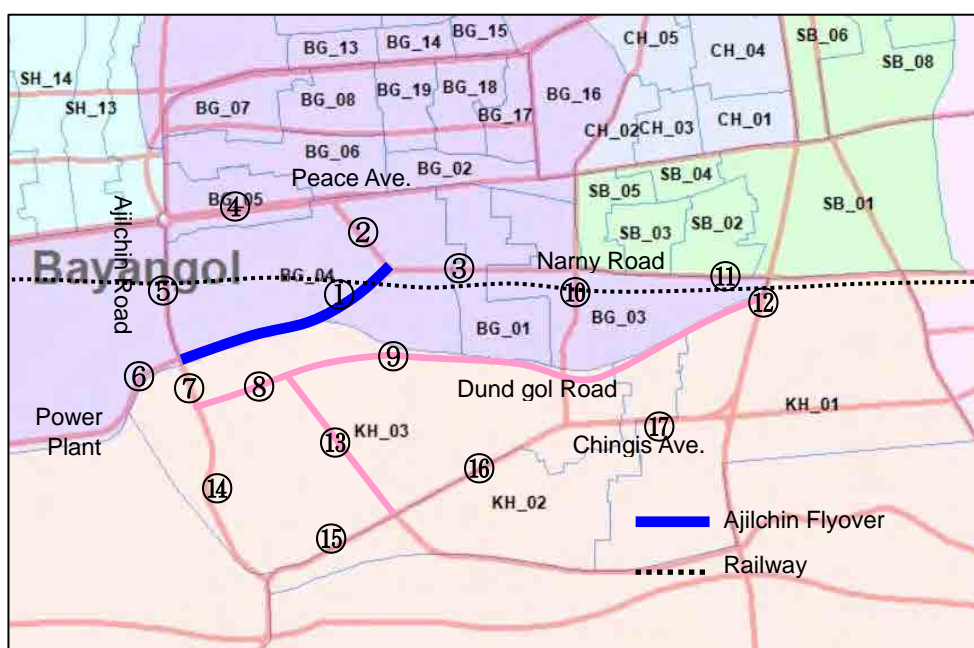 BG_13
BG_14
BG_15
CH_05
CH_04
SB_06
SB_08
SH_14
SH_13
BG_07
BG_08
BG_19
BG_18
BG_17
BG_16
CH_02
CH_03
CH_01
BG_06
BG_02
Peace Ave.
SB_04
SB_05
SB_01
BG_05
④
②
SB_03
SB_02
Ajilchin Road
Bayangol
BG_04
③
Narny Road
⑪
⑤
①
⑩
⑫
BG_01
BG_03
⑥
⑦
⑧
⑨
Dund gol Road
Power
Plant
⑬
KH_03
⑰
KH_01
Chingis Ave.
⑯
⑭
KH_02
⑮
Ajilchin Flyover
Railway